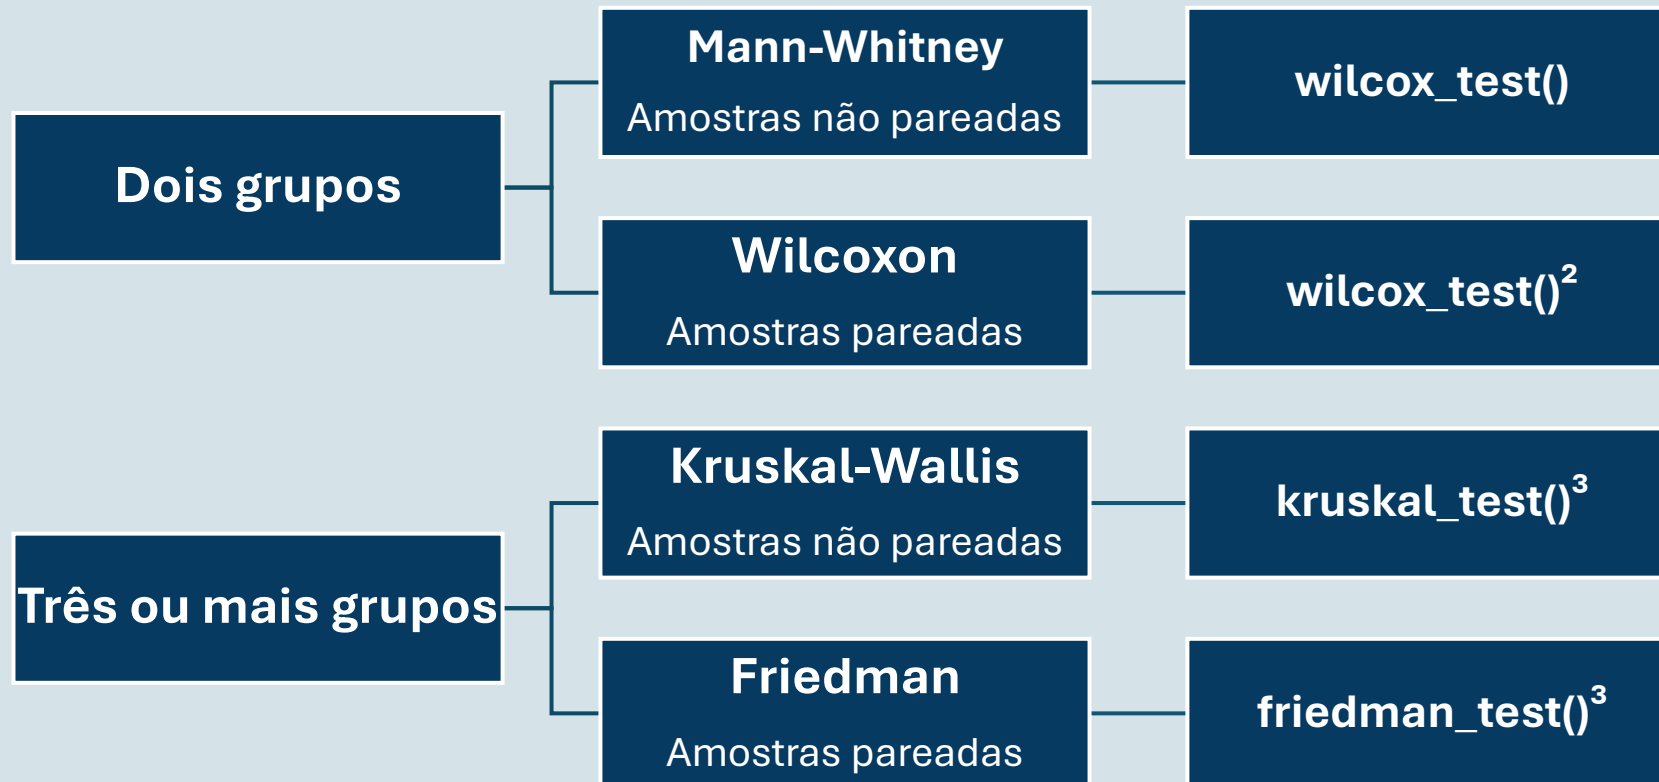 Dois grupos
Mann-Whitney
Amostras não pareadas
wilcox_test()
Wilcoxon
Amostras pareadas
wilcox_test()²
Três ou mais grupos
Kruskal-Wallis
Amostras não pareadas
kruskal_test()³
Friedman
Amostras pareadas
friedman_test()³